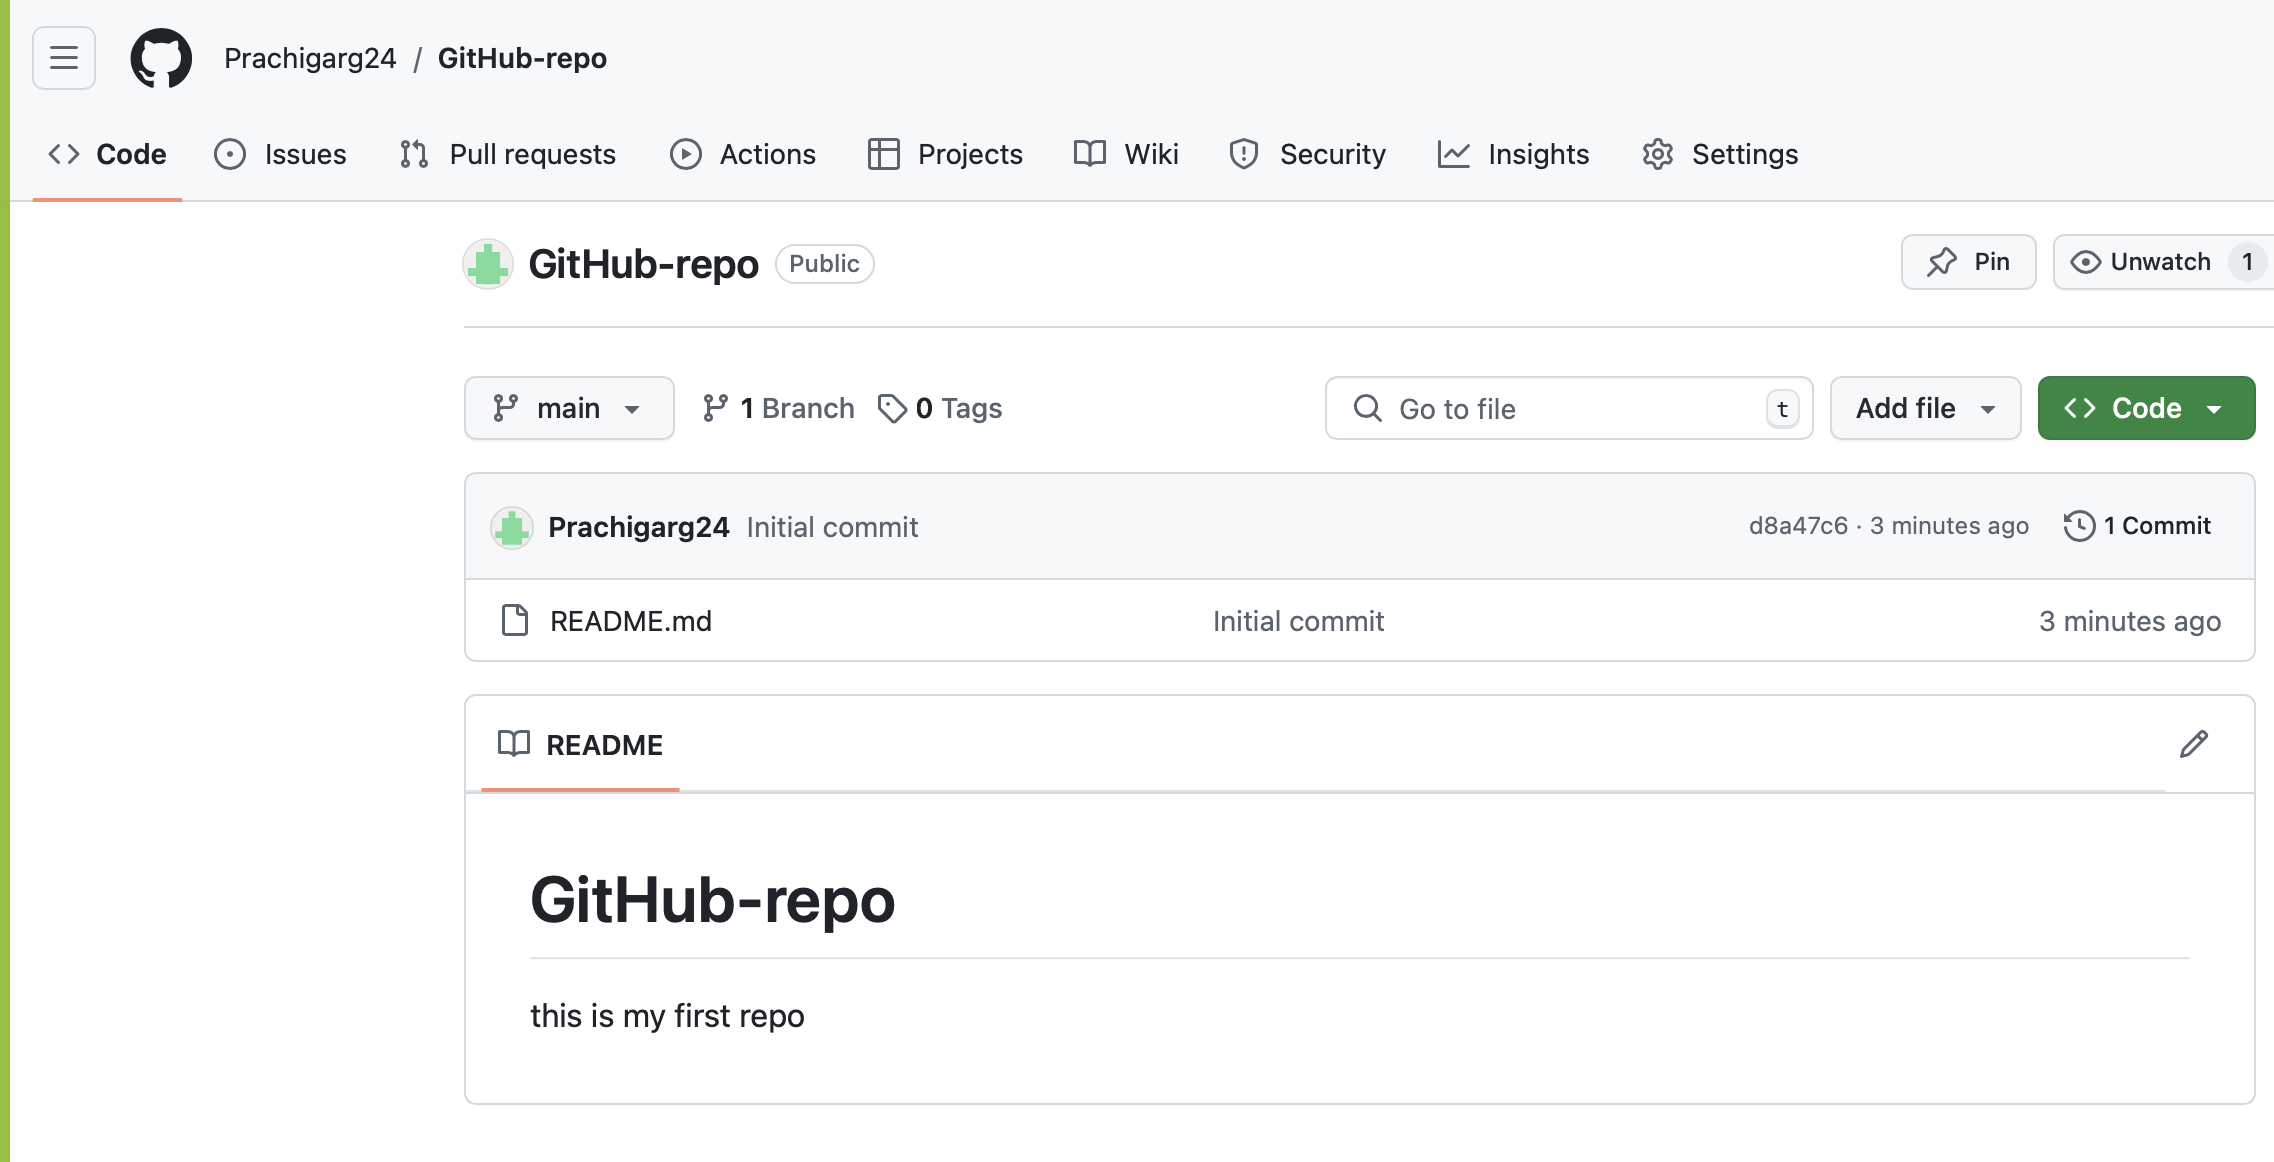 Prachigarg24 / GitHub-repo
Code Issues Pull requests Actions Projects Wiki Security Insights Settings
GitHub-repo Public Pin Unwatch 1
main 1 Branch 0 Tags Go to file t Add file Code
Prachigarg24 Initial commit d8a47c6 · 3 minutes ago 1 Commit
README.md Initial commit 3 minutes ago
README
GitHub-repo
this is my first repo